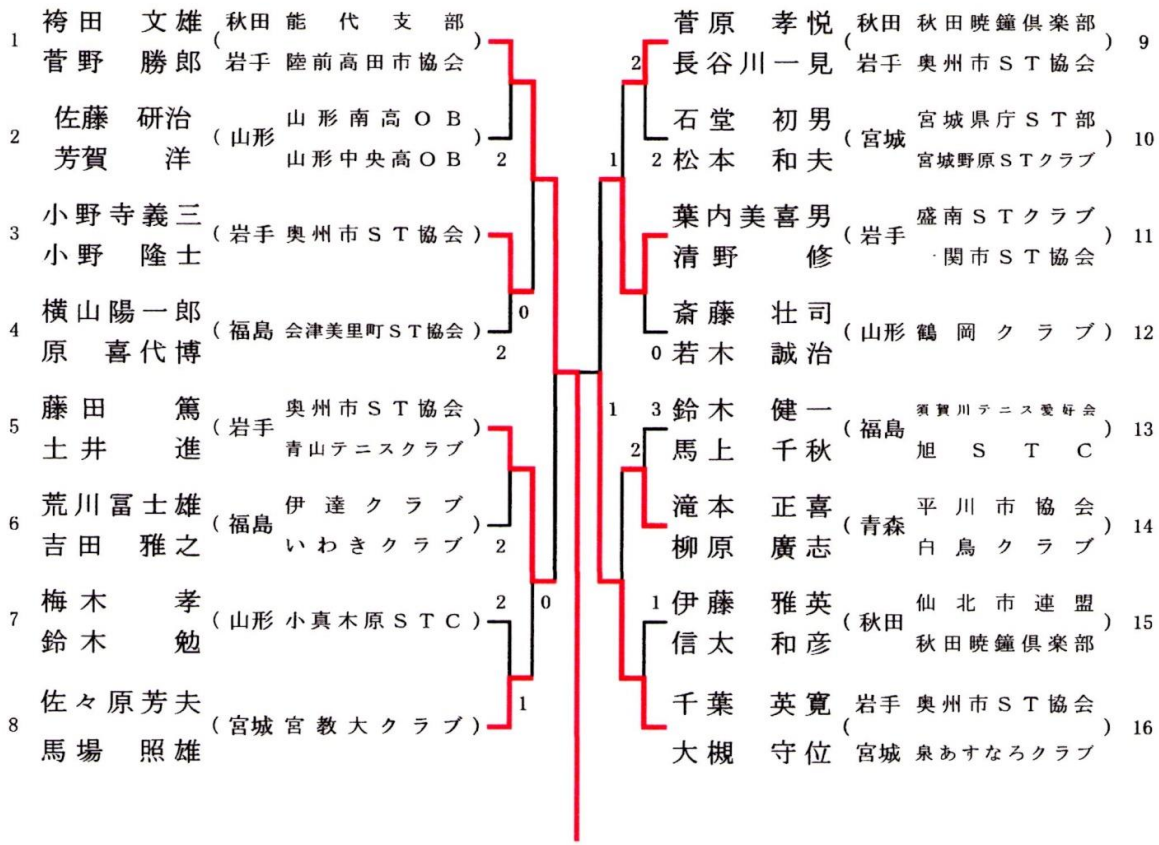 1 袴田 文雄 (秋田 能代支部)
菅野 勝郎 岩手 陸前高田市協会
2 佐藤 研治 (山形 山形南高OB
芳賀 洋 山形中央高OB) 2
3 小野寺義三 (岩手 奥州市ST協会)
小野 隆士
0
4 横山陽一郎 (福島 会津美里町ST協会) 2
原 喜代博
5 藤田 篤 (岩手 奥州市ST協会)
土井 進 青山テニスクラブ
6 荒川冨士雄 (福島 伊達クラブ)
吉田 雅之 いわきクラブ 2
7 梅木 孝 (山形 小真木原STC) 2 0
鈴木 勉
8 佐々原芳夫 (宮城 宮教大クラブ) 1
馬場 照雄
菅原 孝悦 (秋田 秋田暁鐘倶楽部) 9
2 長谷川一見 岩手 奥州市ST協会
石堂 初男 (宮城 宮城県庁ST部) 10
1 2 松本 和夫 宮城野原STクラブ
葉内美喜男 (岩手 盛南STクラブ) 11
清野 修 関市ST協会
斎藤 壮司 (山形 鶴岡クラブ) 12
0 若木 誠治
1 3 鈴木 健一 (福島 須賀川テニス愛好会) 13
2 馬上 千秋 旭STC
滝本 正喜 (青森 平川市協会) 14
柳原 廣志 白鳥クラブ
1 伊藤 雅英 (秋田 仙北市連盟) 15
信太 和彦 秋田暁鐘倶楽部
千葉 英寛 (岩手 奥州市ST協会) 16
大槻 守位 宮城 泉あすなろクラブ